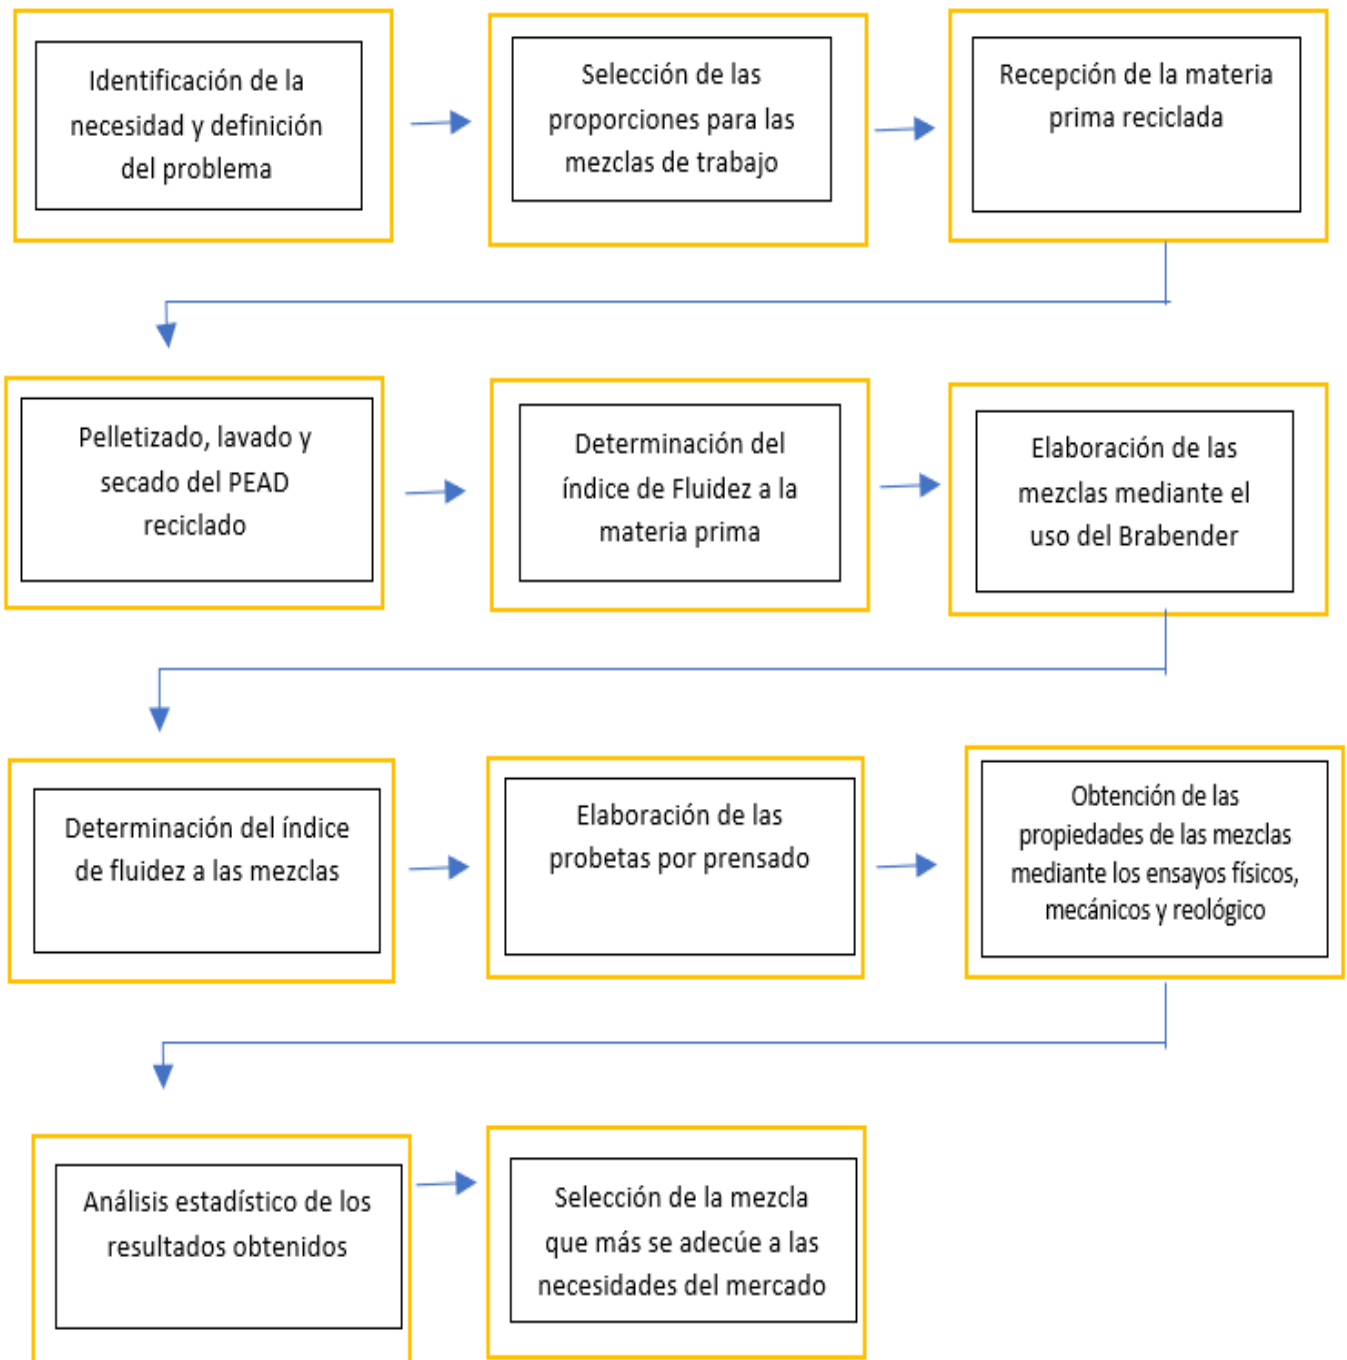 Identificación de la
necesidad y definición
del problema
Selección de las
proporciones para las
mezclas de trabajo
Recepción de la materia
prima reciclada
Pelletizado, lavado y
secado del PEAD
reciclado
Determinación del
índice de Fluidez a la
materia prima
Elaboración de las
mezclas mediante el
uso del Brabender
Determinación del índice
de fluidez a las mezclas
Elaboración de las
probetas por prensado
Obtención de las
propiedades de las mezclas
mediante los ensayos físicos,
mecánicos y reológico
Análisis estadístico de los
resultados obtenidos
Selección de la mezcla
que más se adecúe a las
necesidades del mercado